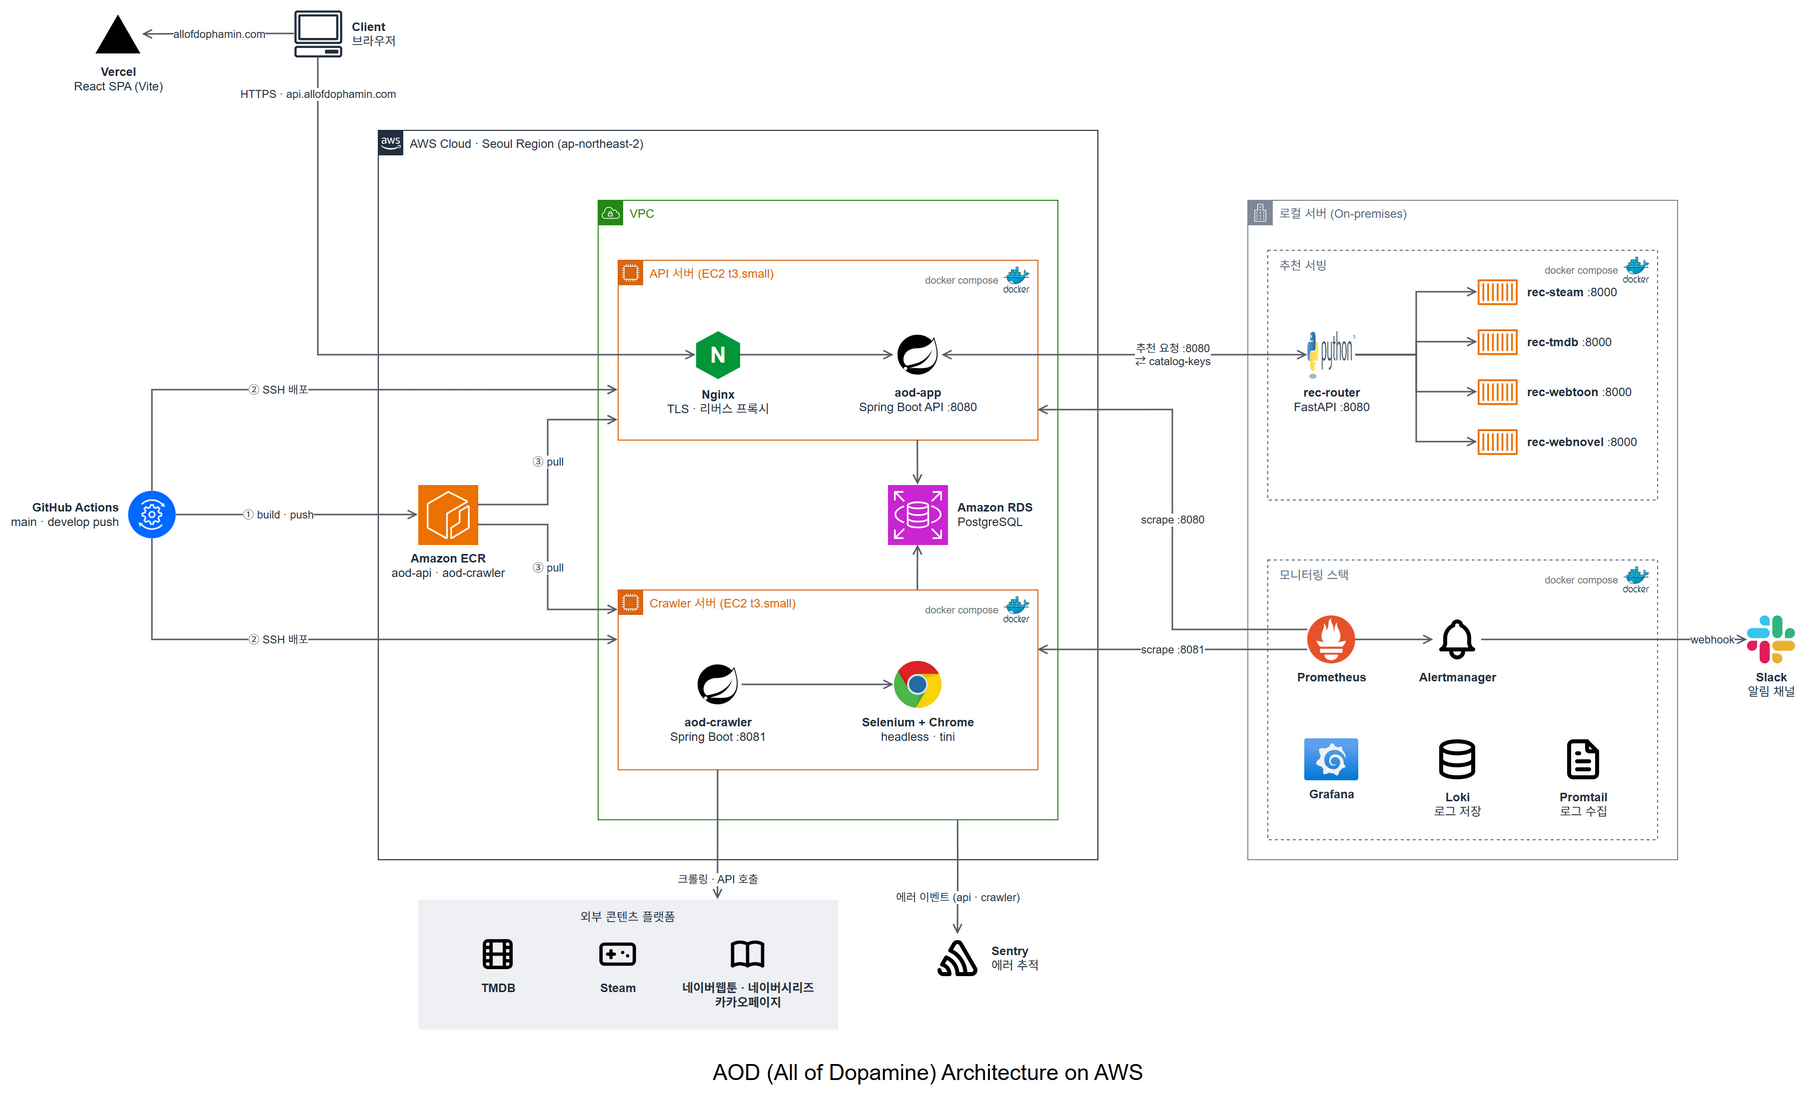 allofdophamin.com
Client
브라우저
Vercel
React SPA (Vite)
HTTPS · api.allofdophamin.com
aws
AWS Cloud · Seoul Region (ap-northeast-2)
VPC
로컬 서버 (On-premises)
API 서버 (EC2 t3.small)
docker compose
docker
추천 서빙
docker compose
docker
rec-steam :8000
N
Nginx
TLS · 리버스 프록시
aod-app
Spring Boot API :8080
추천 요청 :8080
⇄ catalog-keys
python
rec-router
FastAPI :8080
rec-tmdb :8000
rec-webtoon :8000
rec-webnovel :8000
② SSH 배포
③ pull
GitHub Actions
main · develop push
① build · push
Amazon ECR
aod-api · aod-crawler
Amazon RDS
PostgreSQL
scrape :8080
③ pull
모니터링 스택
docker compose
docker
Crawler 서버 (EC2 t3.small)
docker compose
docker
② SSH 배포
scrape :8081
Prometheus
Alertmanager
webhook
Slack
알림 채널
aod-crawler
Spring Boot :8081
Selenium + Chrome
headless · tini
Grafana
Loki
로그 저장
Promtail
로그 수집
크롤링 · API 호출
에러 이벤트 (api · crawler)
외부 콘텐츠 플랫폼
TMDB
Steam
네이버웹툰 · 네이버시리즈
카카오페이지
Sentry
에러 추적
AOD (All of Dopamine) Architecture on AWS